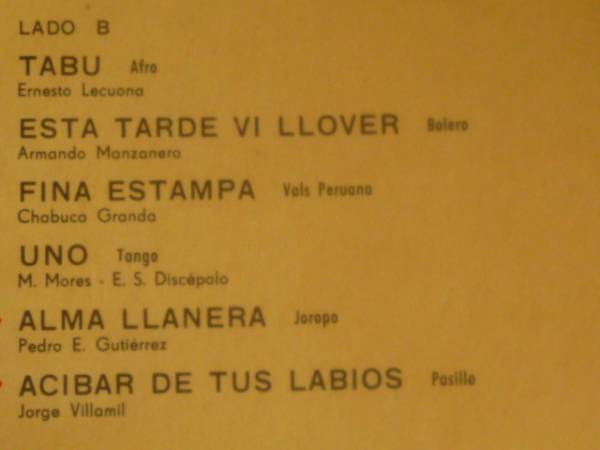 LADO B
TABU Afro
Ernesto Lecuona
ESTA TARDE VI LLOVER Bolero
Armando Manzanero
FINA ESTAMPA Vals Peruano
Chabuca Granda
UNO Tango
M. Mores - E. S. Discépolo
ALMA LLANERA Joropo
Pedro E. Gutiérrez
ACIBAR DE TUS LABIOS Pasillo
Jorge Villamil